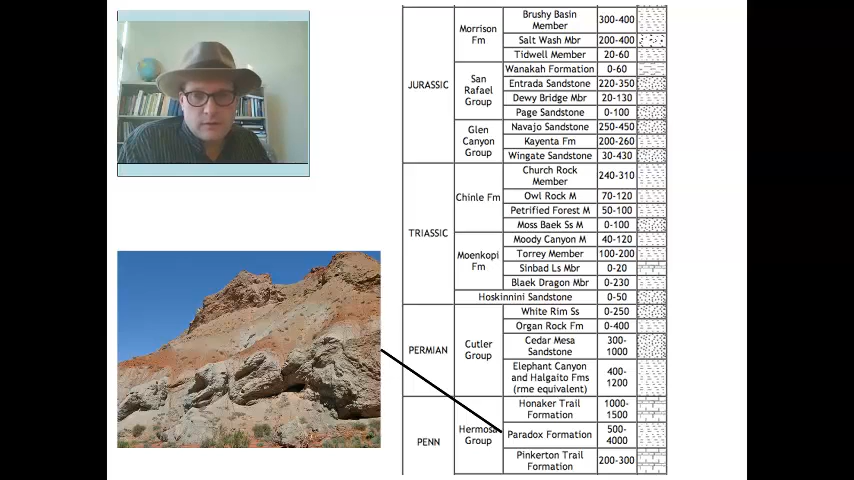 JURASSIC
Morrison
Fm
Brushy Basin
Member
300-400
Salt Wash Mbr
200-400
Tidwell Member
20-60
San
Rafael
Group
Wanakah Formation
0-60
Entrada Sandstone
220-350
Dewy Bridge Mbr
20-130
Page Sandstone
0-100
Glen
Canyon
Group
Navajo Sandstone
250-450
Kayenta Fm
200-260
Wingate Sandstone
30-430
TRIASSIC
Chinle Fm
Church Rock
Member
240-310
Owl Rock M
70-120
Petrified Forest M
50-100
Moss Baek Ss M
0-100
Moenkopi
Fm
Moody Canyon M
40-120
Torrey Member
100-200
Sinbad Ls Mbr
0-20
Blaek Dragon Mbr
0-230
Hoskinnini Sandstone
0-50
PERMIAN
Cutler
Group
White Rim Ss
0-250
Organ Rock Fm
0-400
Cedar Mesa
Sandstone
300-
1000
Elephant Canyon
and Halgaito Fms
(rme equivalent)
400-
1200
PENN
Hermosa
Group
Honaker Trail
Formation
1000-
1500
Paradox Formation
500-
4000
Pinkerton Trail
Formation
200-300